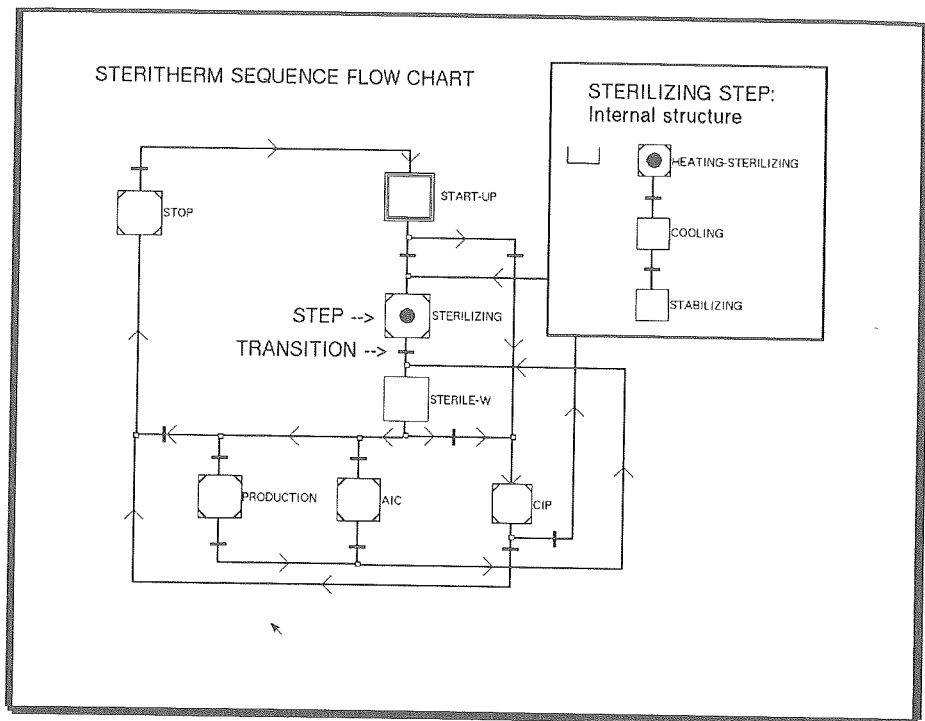 STERITHERM SEQUENCE FLOW CHART
STERILIZING STEP:
Internal structure
HEATING-STERILIZING
COOLING
STABILIZING
START-UP
STOP
STEP -->
STERILIZING
TRANSITION -->
STERILE-W
PRODUCTION
AIC
CIP